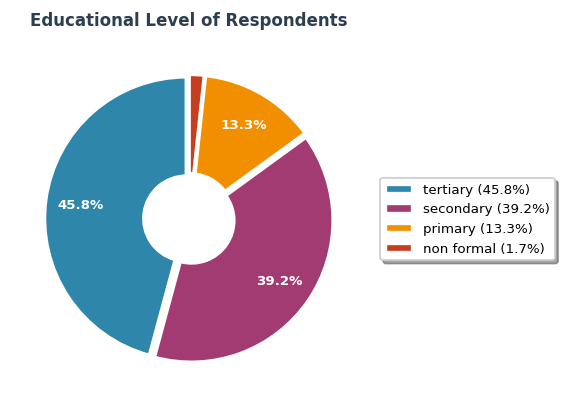 Educational Level of Respondents
13.3%
45.8%
39.2%
tertiary (45.8%)
secondary (39.2%)
primary (13.3%)
non formal (1.7%)